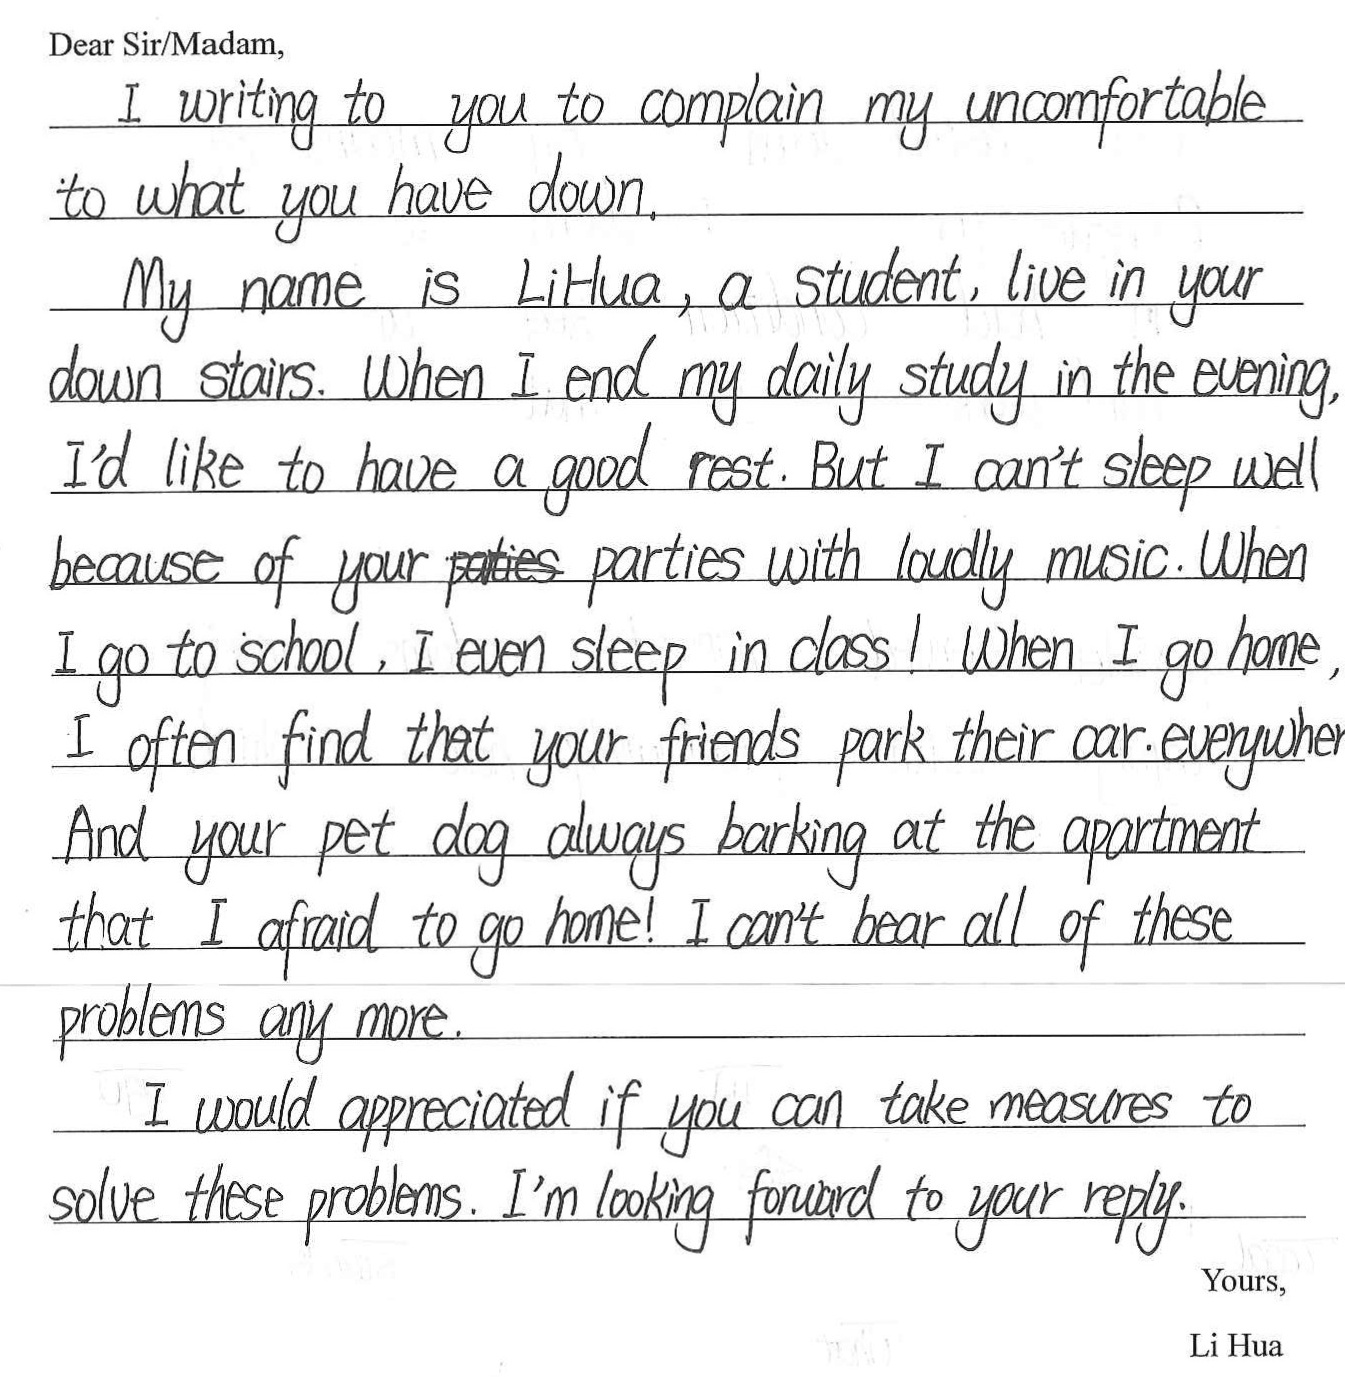 Dear Sir/Madam,
I writing to you to complain my uncomfortable
to what you have down.
My name is LiHua, a student, live in your
down stairs. When I end my daily study in the evening,
I'd like to have a good rest. But I can't sleep well
because of your paties parties with loudly music. When
I go to school, I even sleep in class! When I go home,
I often find that your friends park their car.everywher
And your pet dog always barking at the apartment
that I afraid to go home! I can't bear all of these
problems any more.
I would appreciated if you can take measures to
solve these problems. I'm looking forward to your reply.
Yours,
Li Hua